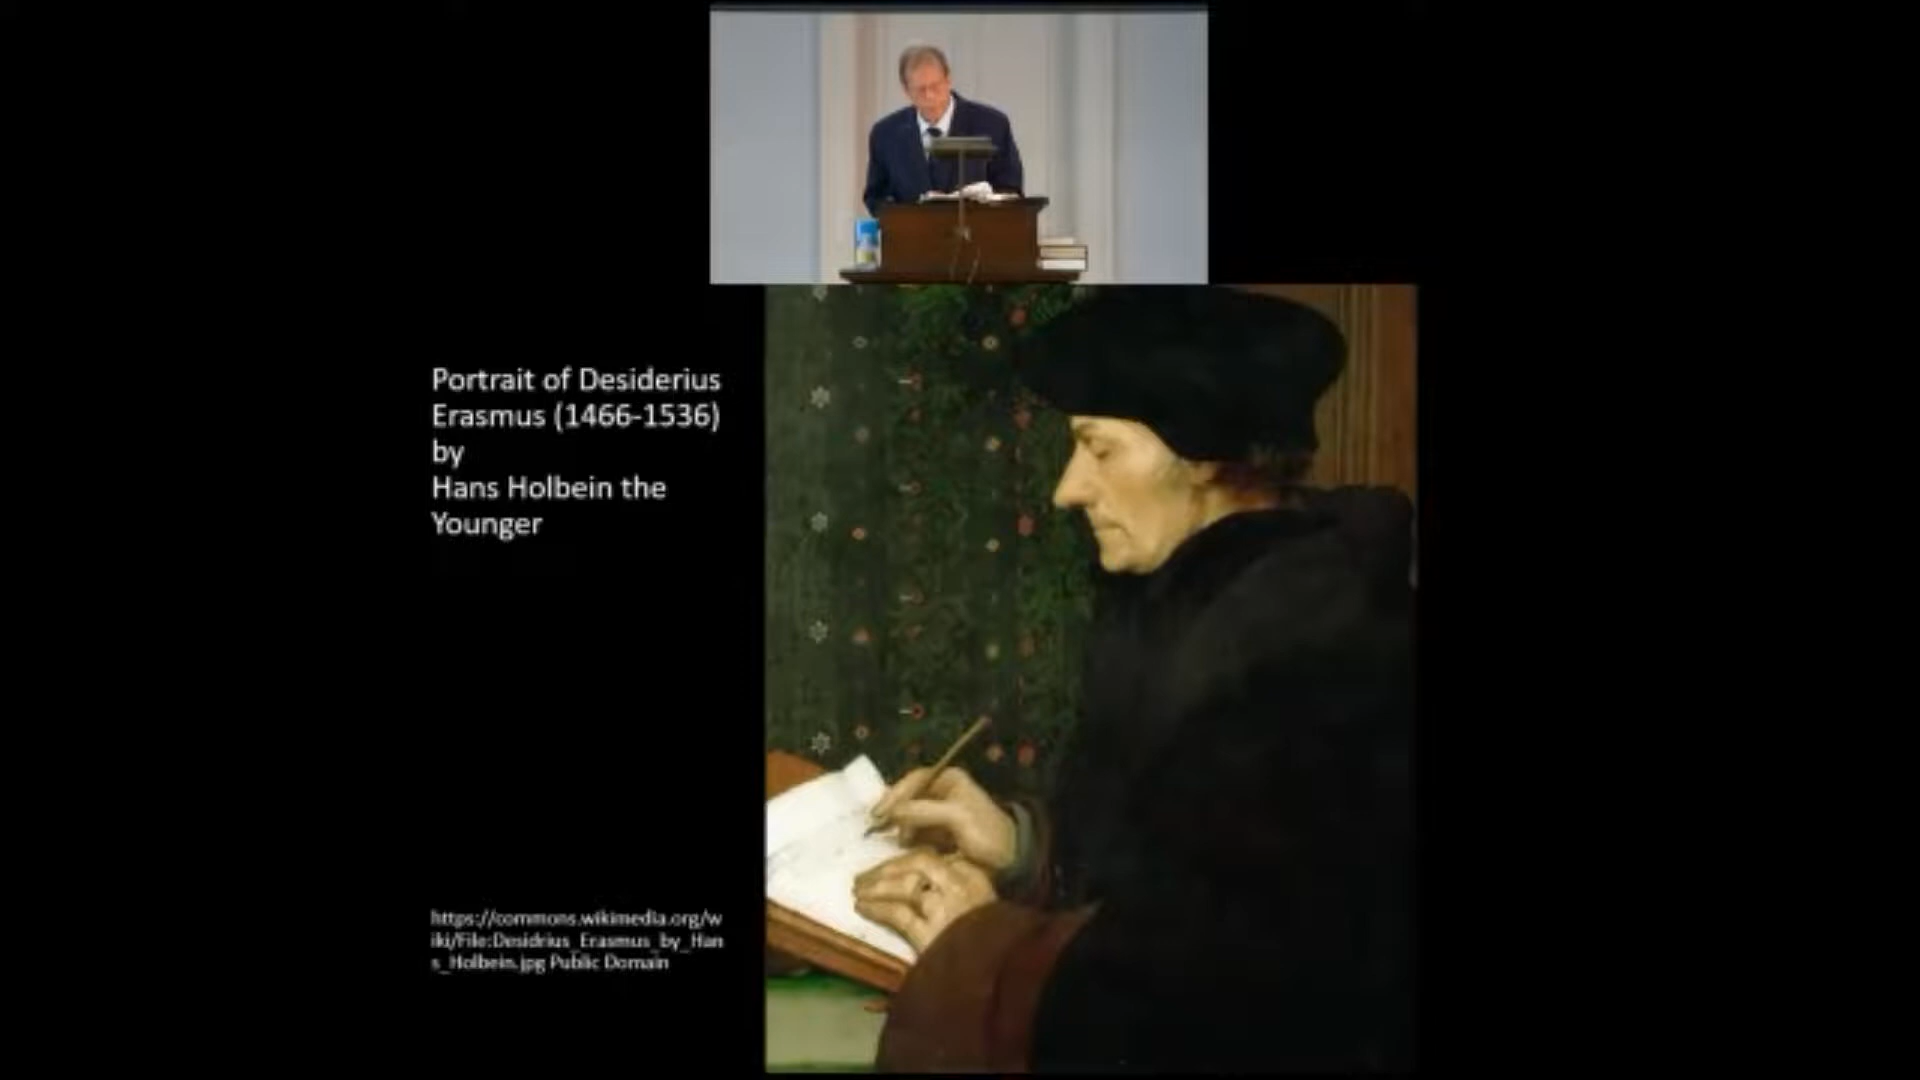 Portrait of Desiderius
Erasmus (1466-1536)
by
Hans Holbein the
Younger
https://commons.wikimedia.org/w
iki/File:Desidrius_Erasmus_by_Han
s_Holbein.jpg Public Domain